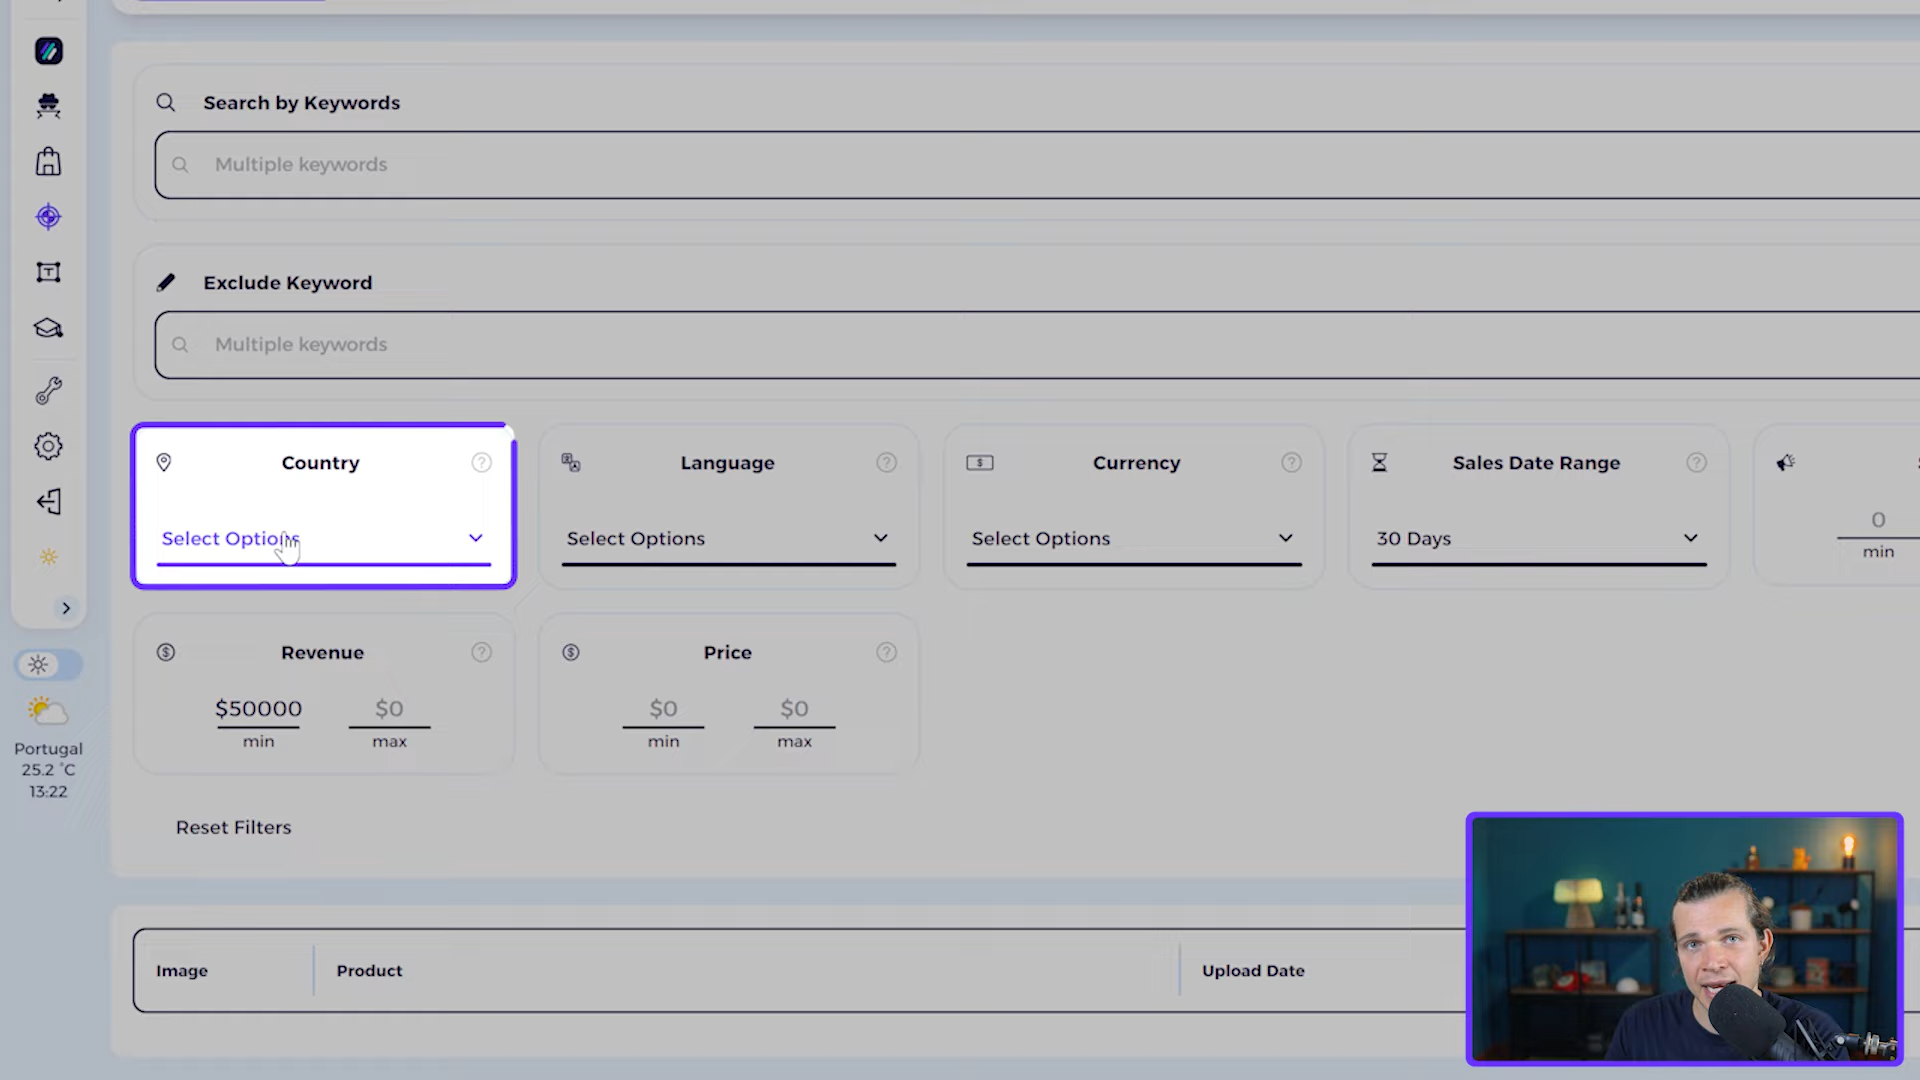 Search by Keywords
Multiple keywords
Exclude Keyword
Multiple keywords
Country
Select Options
Language
Select Options
Currency
Select Options
Sales Date Range
30 Days
0
min
Revenue
$50000
min
$0
max
Price
$0
min
$0
max
Reset Filters
Image
Product
Upload Date
Portugal
25.2 °C
13:22